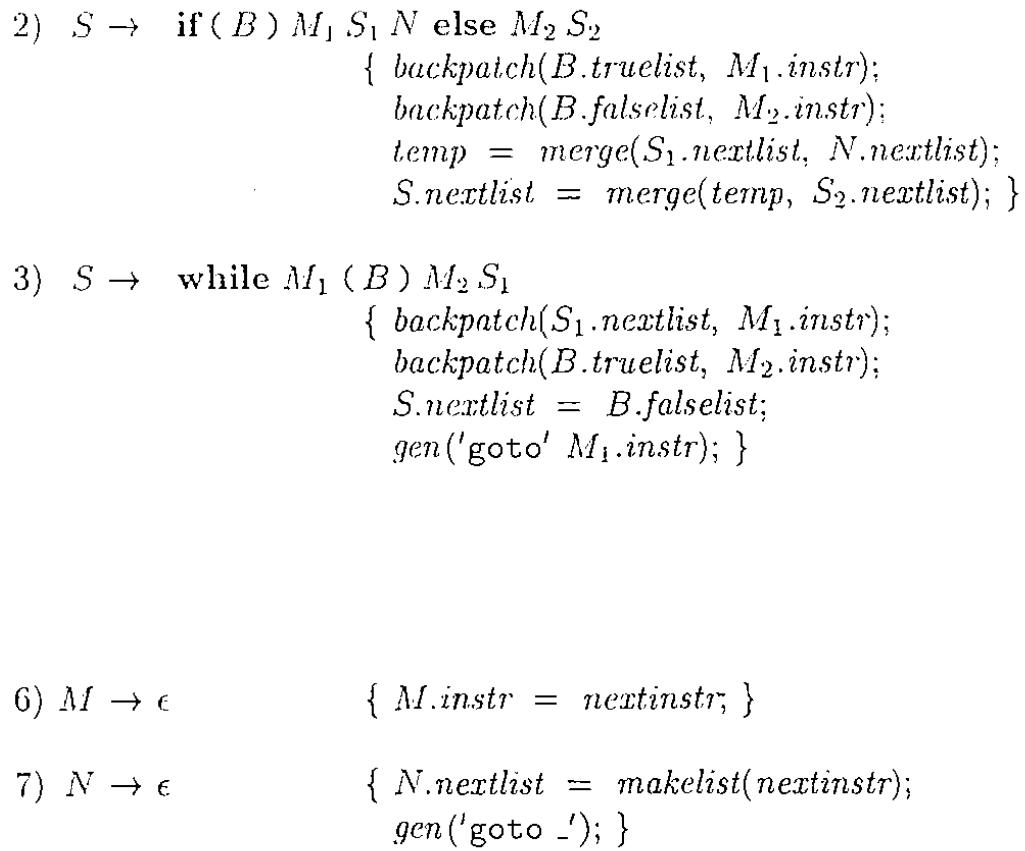 2) S → if ( B ) M₁ S₁ N else M₂ S₂
{ backpatch(B.truelist, M₁.instr);
backpatch(B.falselist, M₂.instr);
temp = merge(S₁.nextlist, N.nextlist);
S.nextlist = merge(temp, S₂.nextlist); }
3) S → while M₁ ( B ) M₂ S₁
{ backpatch(S₁.nextlist, M₁.instr);
backpatch(B.truelist, M₂.instr);
S.nextlist = B.falselist;
gen('goto' M₁.instr); }
6) M → ϵ { M.instr = nextinstr; }
7) N → ϵ { N.nextlist = makelist(nextinstr);
gen('goto _'); }